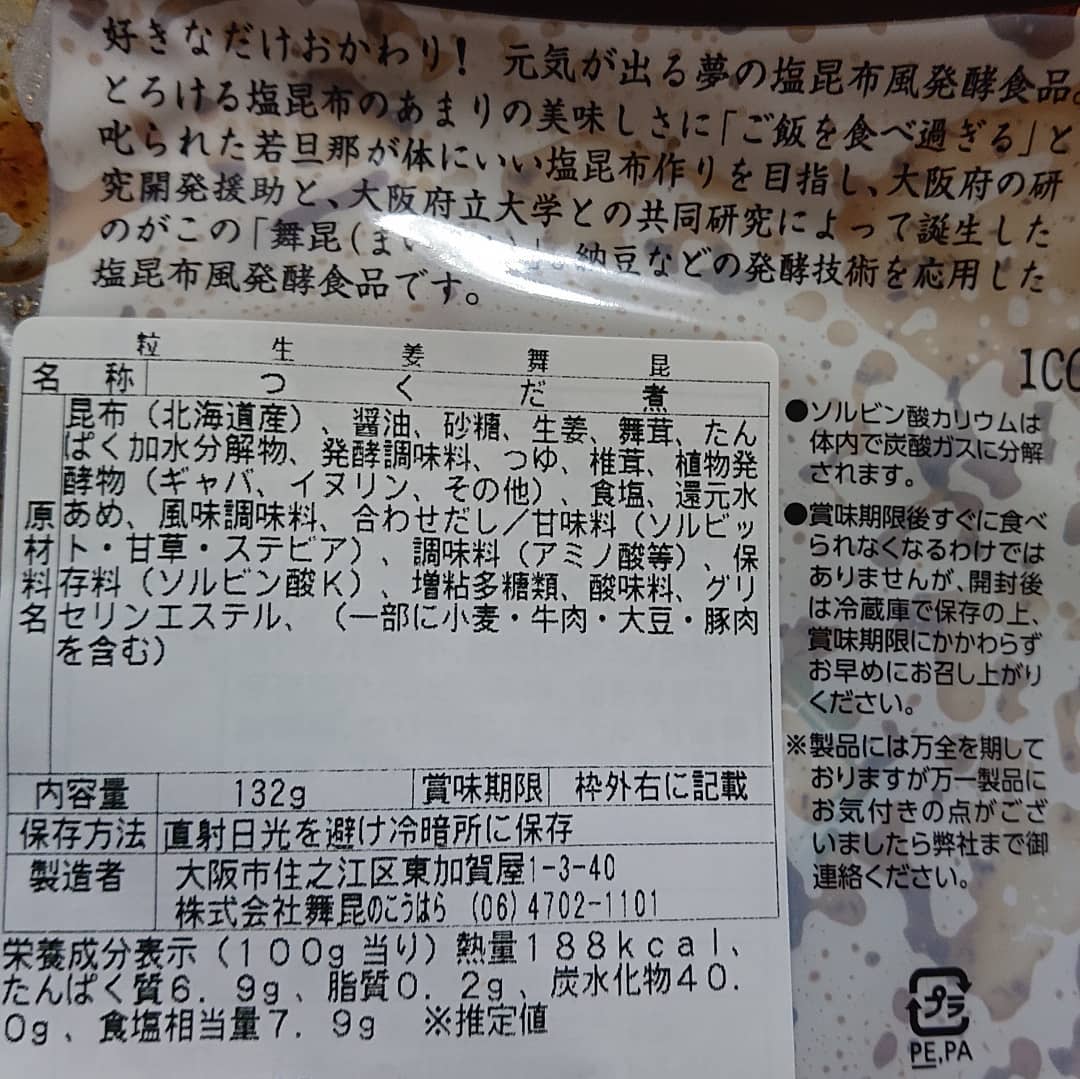 好きなだけおかわり! 元気が出る夢の塩昆布風発酵食品。
とろける塩昆布のあまりの美味しさに「ご飯を食べ過ぎる」と
叱られた若旦那が体にいい塩昆布作りを目指し、大阪府の研
究開発援助と、大阪府立大学との共同研究によって誕生した
のがこの「舞昆(ま 」。納豆などの発酵技術を応用した
塩昆布風発酵食品です。
粒生姜舞昆
名称 つくだ煮
原材料名
昆布(北海道産)、醤油、砂糖、生姜、舞茸、たん
ぱく加水分解物、発酵調味料、つゆ、椎茸、植物発
酵物(ギャバ、イヌリン、その他)、食塩、還元水
あめ、風味調味料、合わせだし/甘味料(ソルビッ
ト・甘草・ステビア)、調味料(アミノ酸等)、保
存料(ソルビン酸K)、増粘多糖類、酸味料、グリ
セリンエステル、(一部に小麦・牛肉・大豆・豚肉
を含む)
内容量 132g 賞味期限 枠外右に記載
保存方法 直射日光を避け冷暗所に保存
製造者 大阪市住之江区東加賀屋1-3-40
株式会社舞昆のこうはら (06)4702-1101
栄養成分表示(100g当り)熱量188kcal、
たんぱく質6.9g、脂質0.2g、炭水化物40.
0g、食塩相当量7.9g ※推定値
●ソルビン酸カリウムは
体内で炭酸ガスに分解
されます。
●賞味期限後すぐに食べ
られなくなるわけでは
ありませんが、開封後
は冷蔵庫で保存の上、
賞味期限にかかわらず
お早めにお召し上がり
ください。
※製品には万全を期して
おりますが万一製品に
お気付きの点がござ
いましたら弊社まで御
連絡ください。
プラ
PE,PA